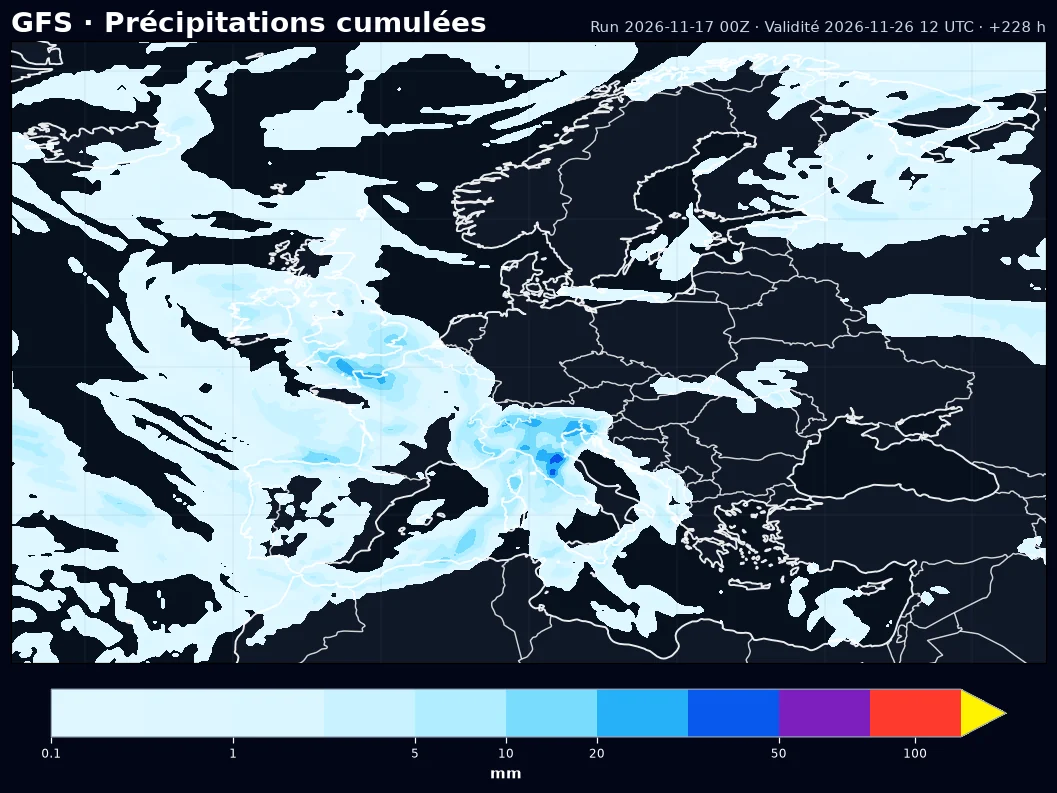 GFS · Précipitations cumulées
Run 2026-11-17 00Z · Validité 2026-11-26 12 UTC · +228 h
0.1 1 5 10 20 50 100
mm